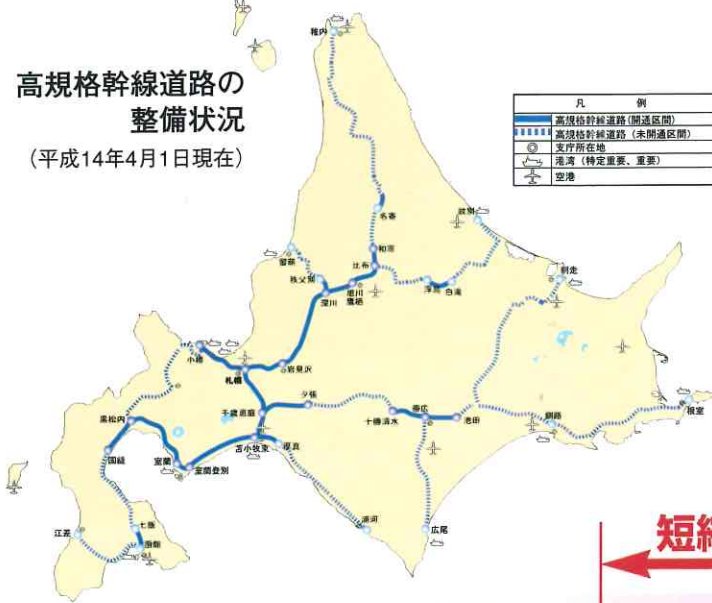 高規格幹線道路の
整備状況
(平成14年4月1日現在)
凡 例
高規格幹線道路(開通区間)
高規格幹線道路(未開通区間)
支庁所在地
港湾(特定重要、重要)
空港
稚内
名寄
紋別
和寒
留萌
比布
網走
秩父別
旭川
鷹栖
浮島
白滝
深川
小樽
岩見沢
札幌
夕張
帯広
根室
黒松内
千歳恵庭
十勝清水
池田
釧路
苫小牧東
厚真
国縫
室蘭
室蘭登別
浦河
広尾
七飯
江差
函館
短縮